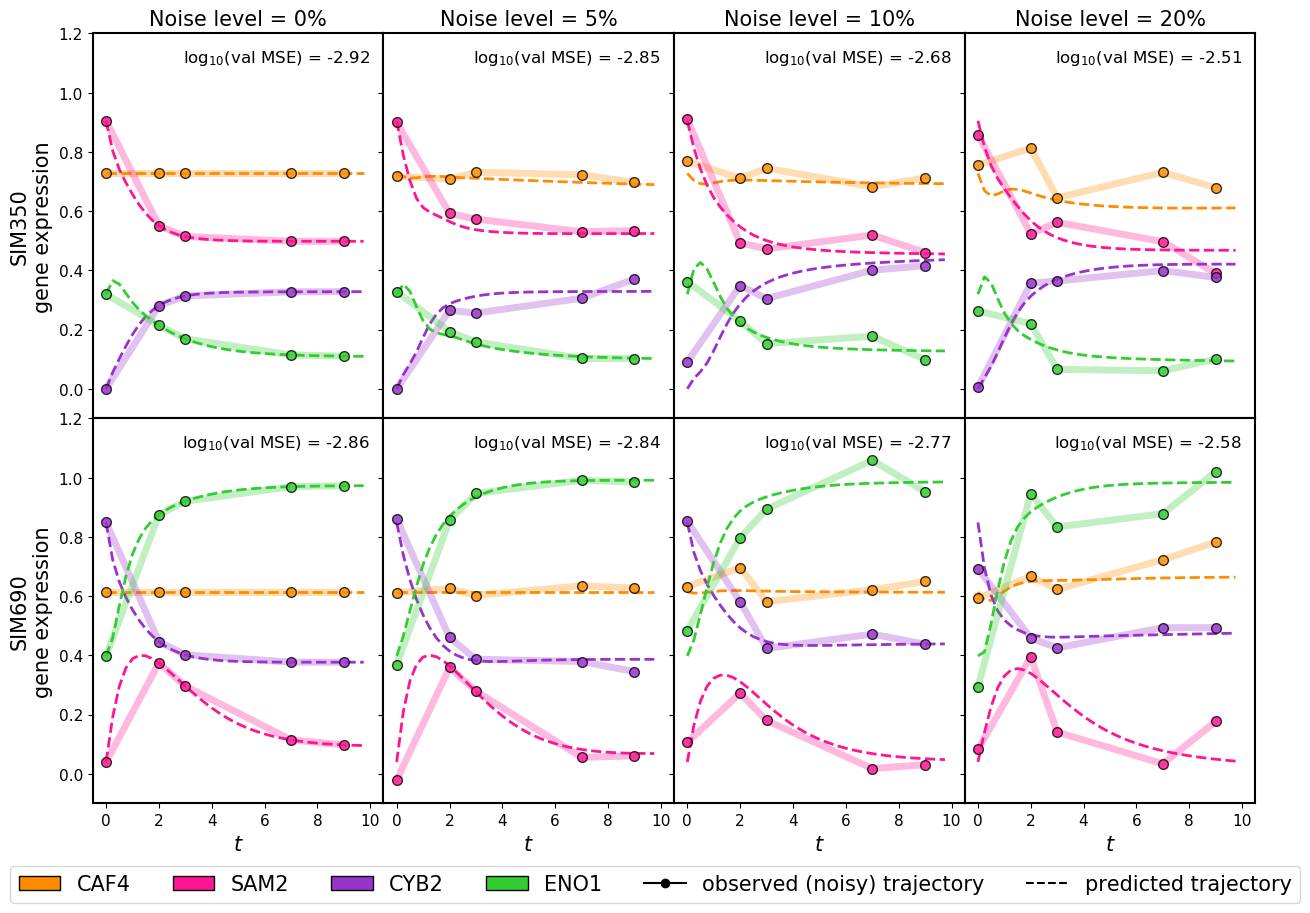 Noise level = 0% Noise level = 5% Noise level = 10% Noise level = 20%
SIM350
gene expression
1.2
1.0
0.8
0.6
0.4
0.2
0.0
log₁₀(val MSE) = -2.92
log₁₀(val MSE) = -2.85
log₁₀(val MSE) = -2.68
log₁₀(val MSE) = -2.51
SIM690
gene expression
1.2
1.0
0.8
0.6
0.4
0.2
0.0
log₁₀(val MSE) = -2.86
log₁₀(val MSE) = -2.84
log₁₀(val MSE) = -2.77
log₁₀(val MSE) = -2.58
0 2 4 6 8 10 0 2 4 6 8 10 0 2 4 6 8 10 0 2 4 6 8 10
t t t t
CAF4 SAM2 CYB2 ENO1 observed (noisy) trajectory predicted trajectory